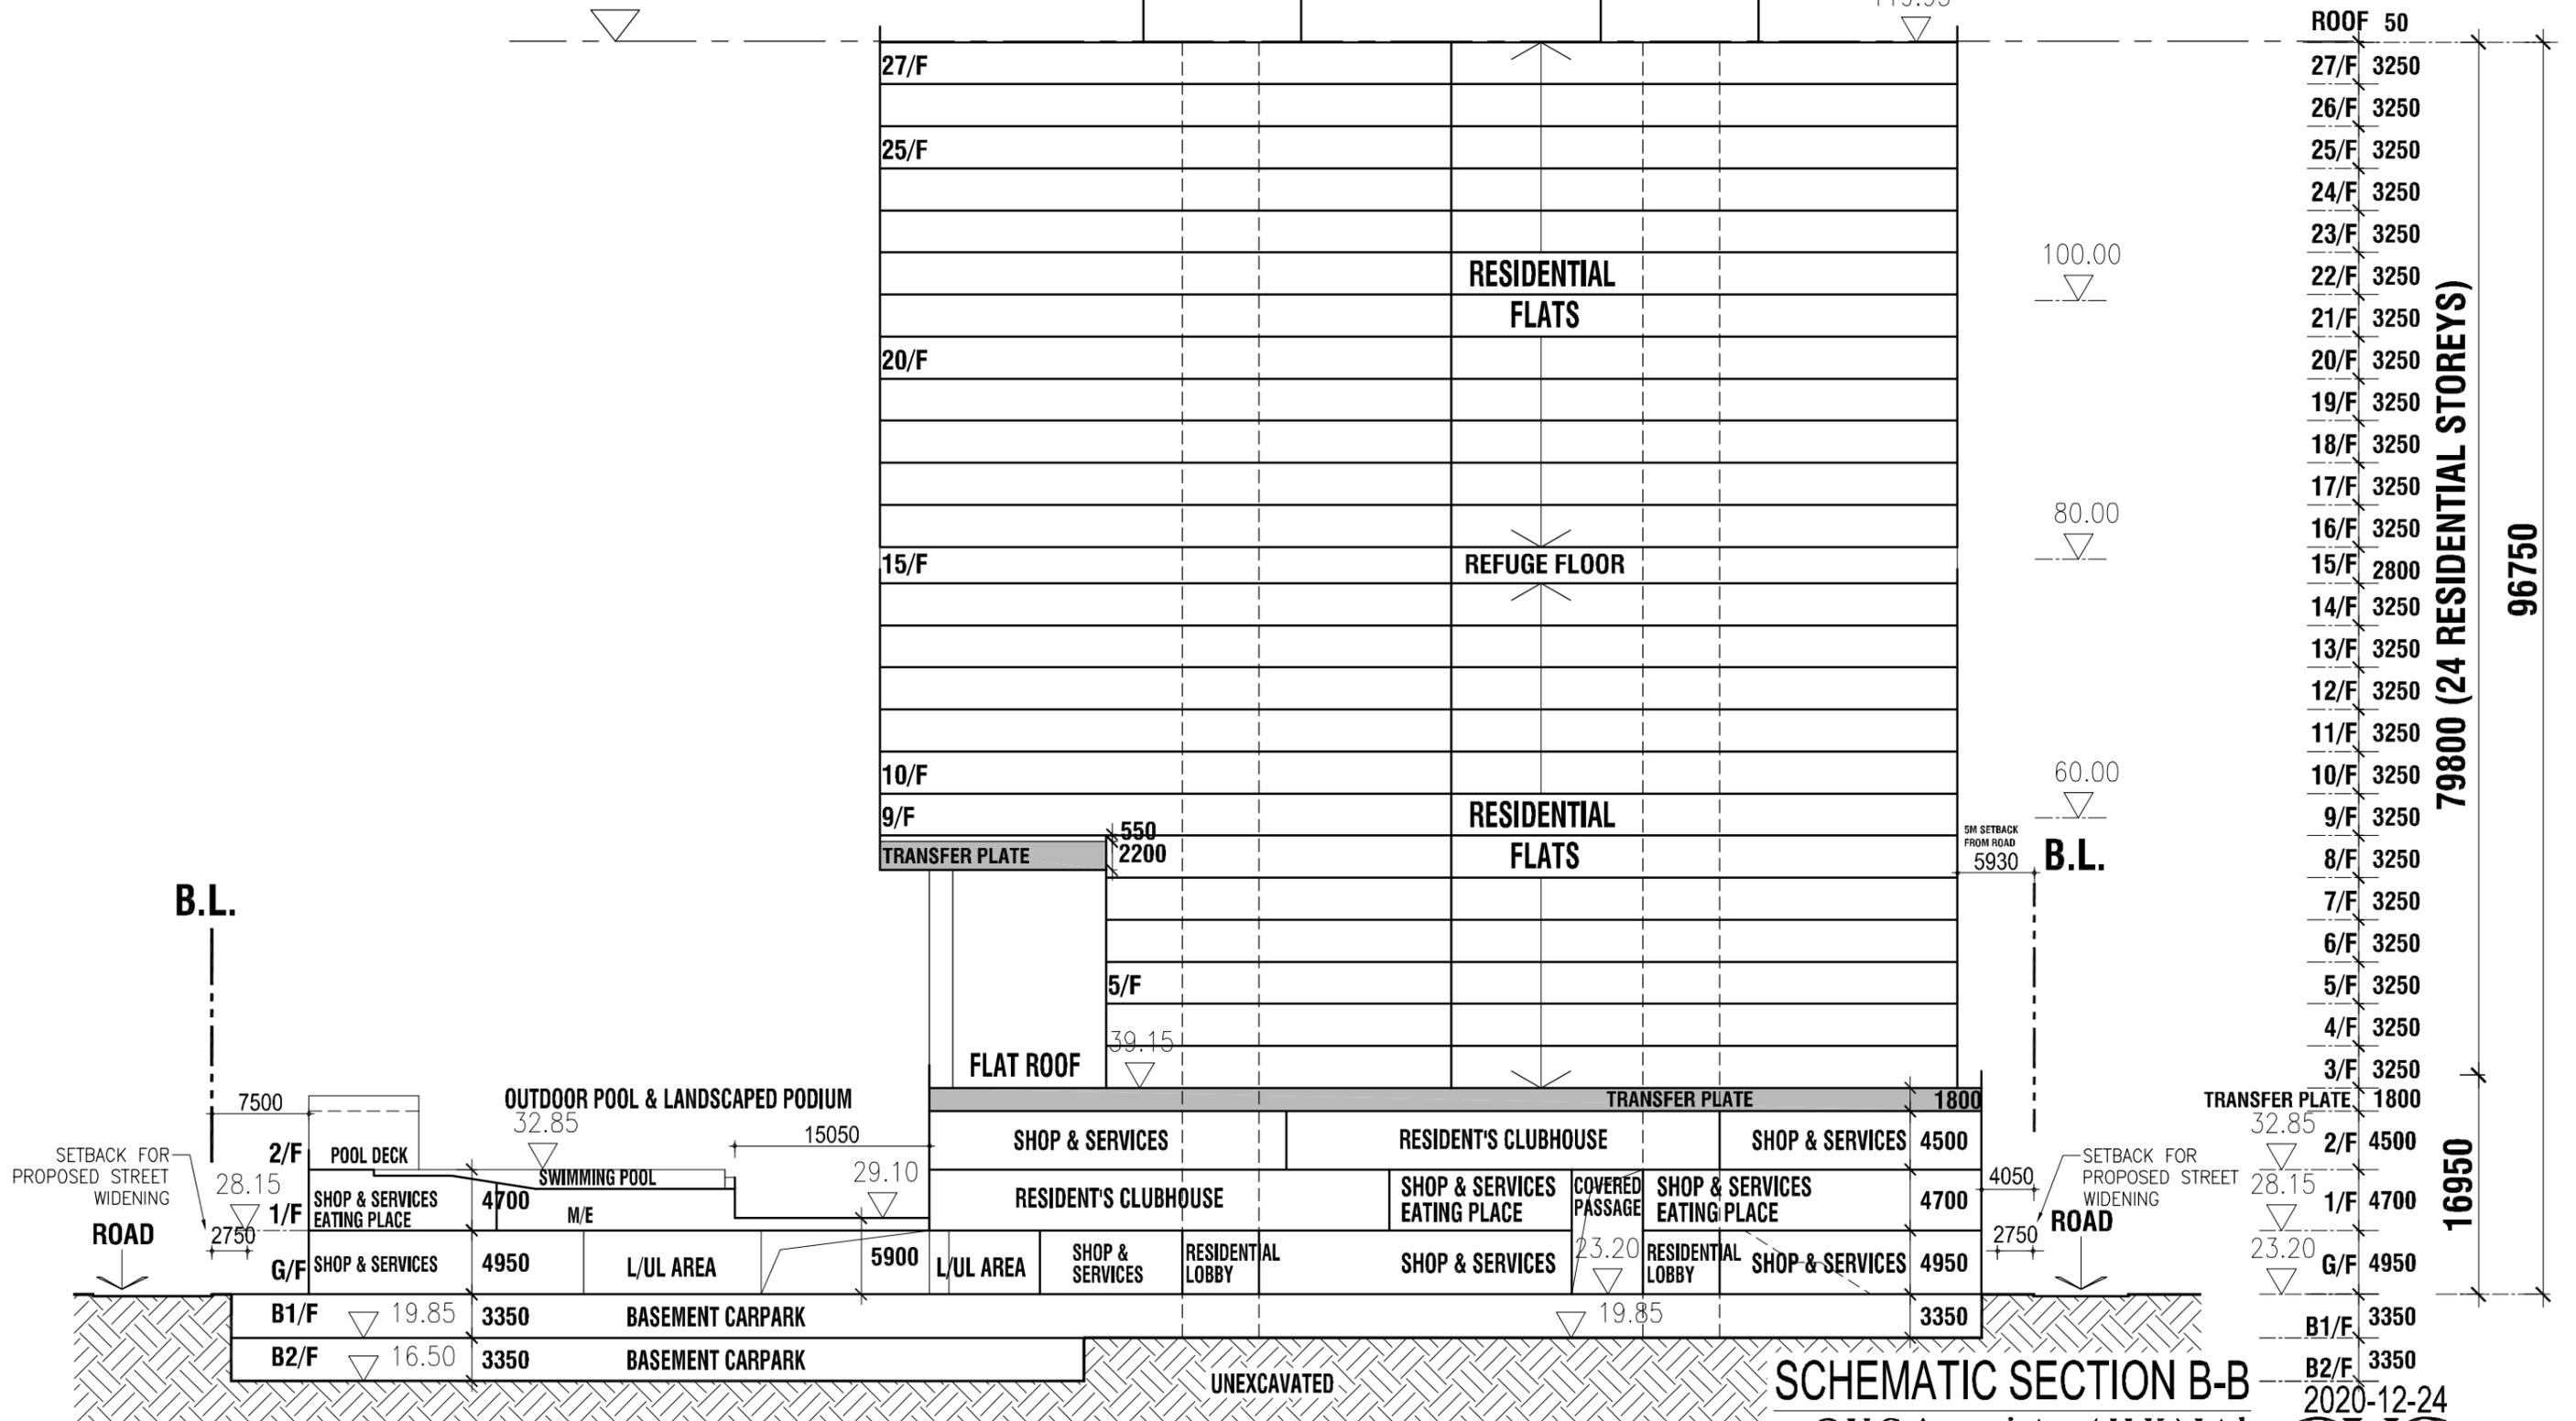 ROOF 50
27/F
27/F 3250
26/F 3250
25/F
25/F 3250
24/F 3250
23/F 3250
100.00
RESIDENTIAL
FLATS
22/F 3250
21/F 3250
20/F
20/F 3250
19/F 3250
18/F 3250
17/F 3250
80.00
16/F 3250
15/F
REFUGE FLOOR
15/F 2800
14/F 3250
13/F 3250
12/F 3250
11/F 3250
79800 (24 RESIDENTIAL STOREYS)
96750
10/F
60.00
10/F 3250
9/F
RESIDENTIAL
FLATS
9/F 3250
550
2200
TRANSFER PLATE
5M SETBACK
FROM ROAD
5930
B.L.
8/F 3250
B.L.
7/F 3250
6/F 3250
5/F
5/F 3250
39.15
4/F 3250
FLAT ROOF
3/F 3250
7500
OUTDOOR POOL & LANDSCAPED PODIUM
32.85
TRANSFER PLATE
1800
TRANSFER PLATE 1800
32.85
15050
SHOP & SERVICES
RESIDENT'S CLUBHOUSE
SHOP & SERVICES
4500
2/F 4500
16950
SETBACK FOR
PROPOSED STREET
WIDENING
2/F
POOL DECK
SWIMMING POOL
28.15
29.10
4050
SETBACK FOR
PROPOSED STREET
WIDENING
28.15
1/F
SHOP & SERVICES
EATING PLACE
4700
M/E
RESIDENT'S CLUBHOUSE
SHOP & SERVICES
EATING PLACE
COVERED
PASSAGE
SHOP & SERVICES
EATING PLACE
4700
1/F 4700
ROAD
2750
2750
ROAD
23.20
G/F
SHOP & SERVICES
4950
L/UL AREA
5900
L/UL AREA
SHOP &
SERVICES
RESIDENTIAL
LOBBY
SHOP & SERVICES
23.20
RESIDENTIAL
LOBBY
SHOP & SERVICES
4950
G/F 4950
B1/F
19.85
3350
BASEMENT CARPARK
19.85
3350
B1/F 3350
B2/F
16.50
3350
BASEMENT CARPARK
B2/F 3350
UNEXCAVATED
SCHEMATIC SECTION B-B
2020-12-24